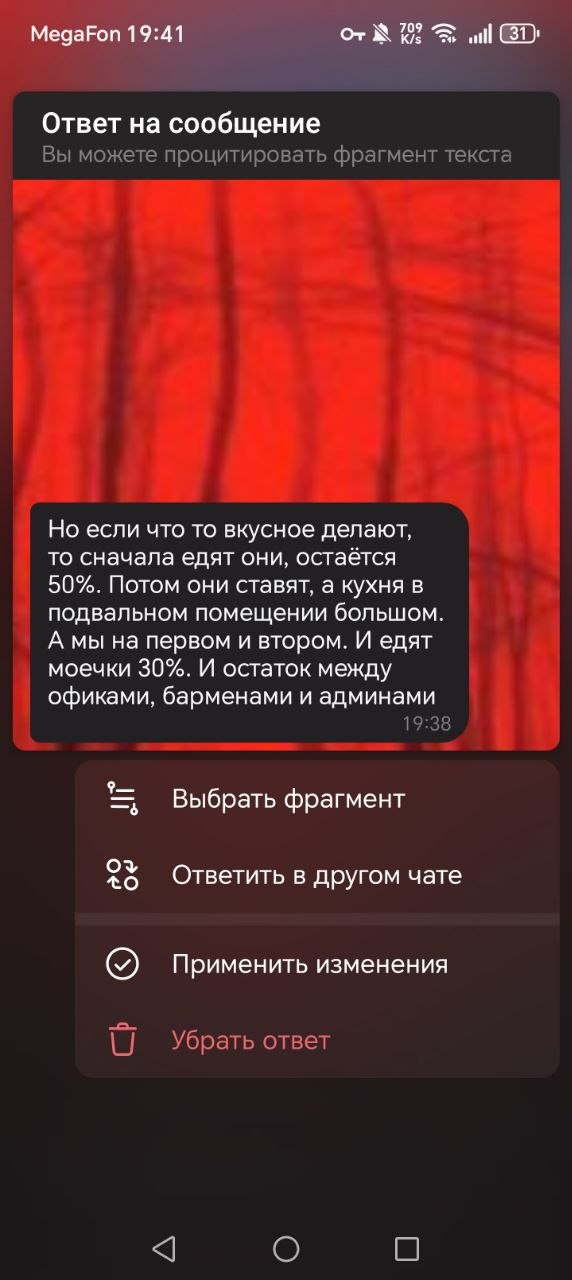 MegaFon 19:41
709
K/s
31
Ответ на сообщение
Вы можете процитировать фрагмент текста
Но если что то вкусное делают,
то сначала едят они, остаётся
50%. Потом они ставят, а кухня в
подвальном помещении большом.
А мы на первом и втором. И едят
моечки 30%. И остаток между
офиками, барменами и админами
19:38
Выбрать фрагмент
Ответить в другом чате
Применить изменения
Убрать ответ